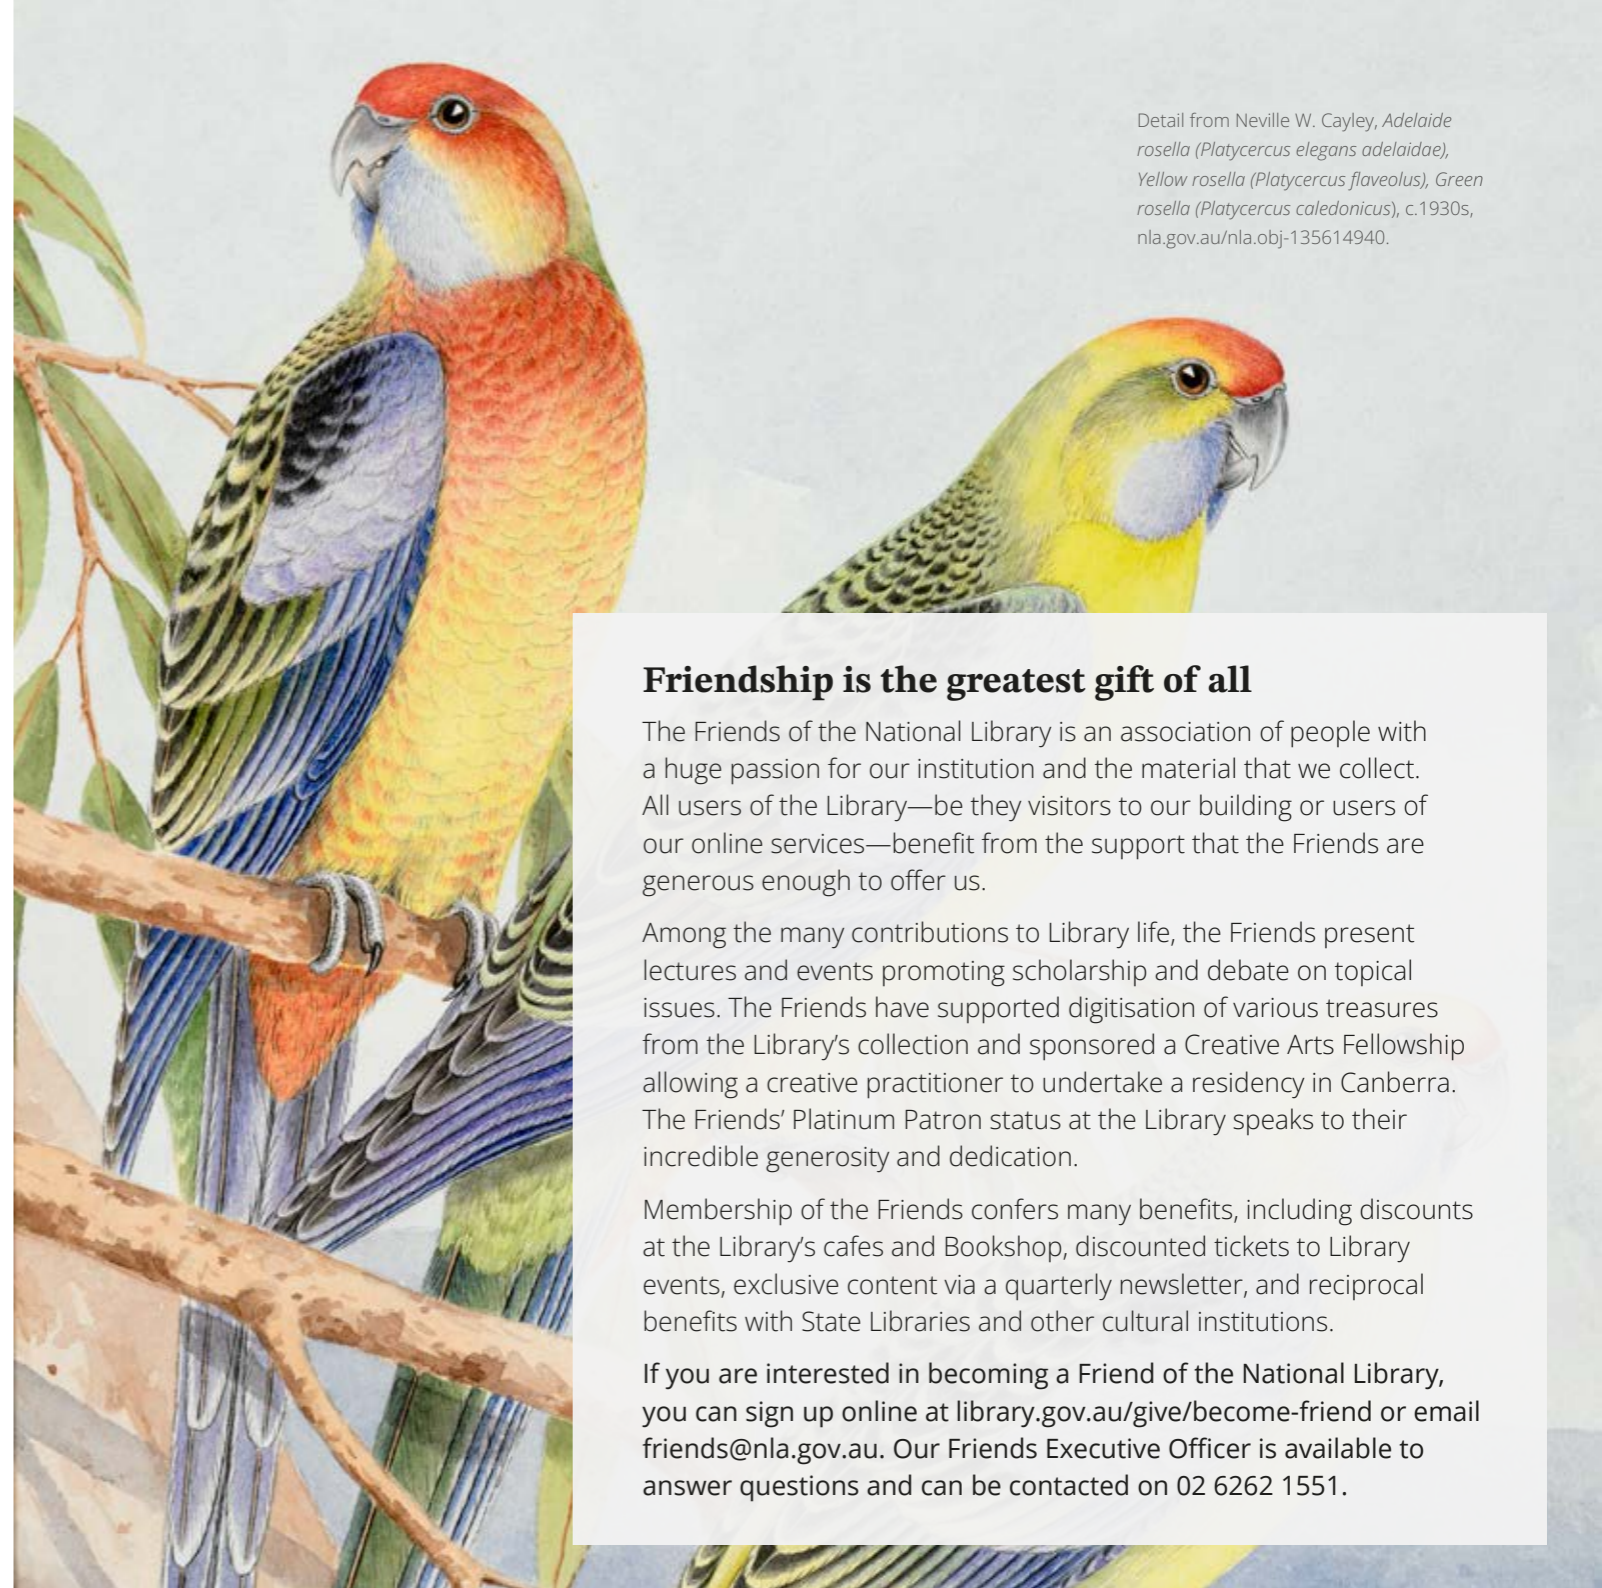 Detail from Neville W. Cayley, Adelaide
rosella (Platycercus elegans adelaidae),
Yellow rosella (Platycercus flaveolus), Green
rosella (Platycercus caledonicus), c.1930s,
nla.gov.au/nla.obj-135614940.
Friendship is the greatest gift of all
The Friends of the National Library is an association of people with
a huge passion for our institution and the material that we collect.
All users of the Library—be they visitors to our building or users of
our online services—benefit from the support that the Friends are
generous enough to offer us.
Among the many contributions to Library life, the Friends present
lectures and events promoting scholarship and debate on topical
issues. The Friends have supported digitisation of various treasures
from the Library’s collection and sponsored a Creative Arts Fellowship
allowing a creative practitioner to undertake a residency in Canberra.
The Friends’ Platinum Patron status at the Library speaks to their
incredible generosity and dedication.
Membership of the Friends confers many benefits, including discounts
at the Library’s cafes and Bookshop, discounted tickets to Library
events, exclusive content via a quarterly newsletter, and reciprocal
benefits with State Libraries and other cultural institutions.
If you are interested in becoming a Friend of the National Library,
you can sign up online at library.gov.au/give/become-friend or email
friends@nla.gov.au. Our Friends Executive Officer is available to
answer questions and can be contacted on 02 6262 1551.